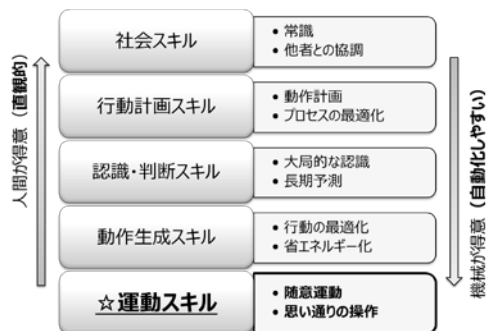 社会スキル
• 常識
• 他者との協調
行動計画スキル
• 動作計画
• プロセスの最適化
認識・判断スキル
• 大局的な認識
• 長期予測
動作生成スキル
• 行動の最適化
• 省エネルギー化
☆運動スキル
• 随意運動
• 思い通りの操作
人間が得意（直観的）
機械が得意（自動化しやすい）